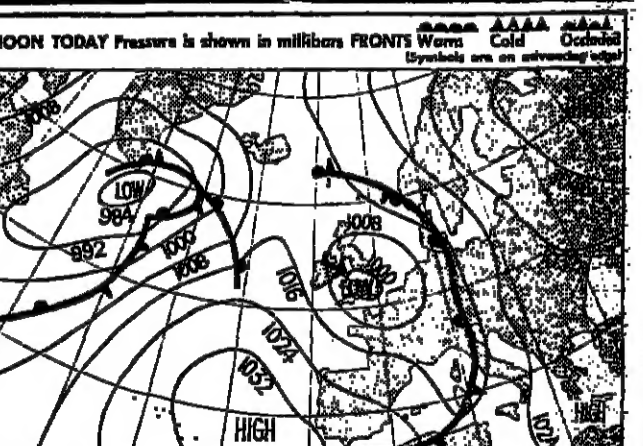 NOON TODAY Pressure is shown in millibars FRONTS Warm Cold Occluded
(Symbols are on advancing edge)
1008
LOW
984
992
1000
1008
1008
1000
LOW
1016
1024
1032
HIGH
HIGH